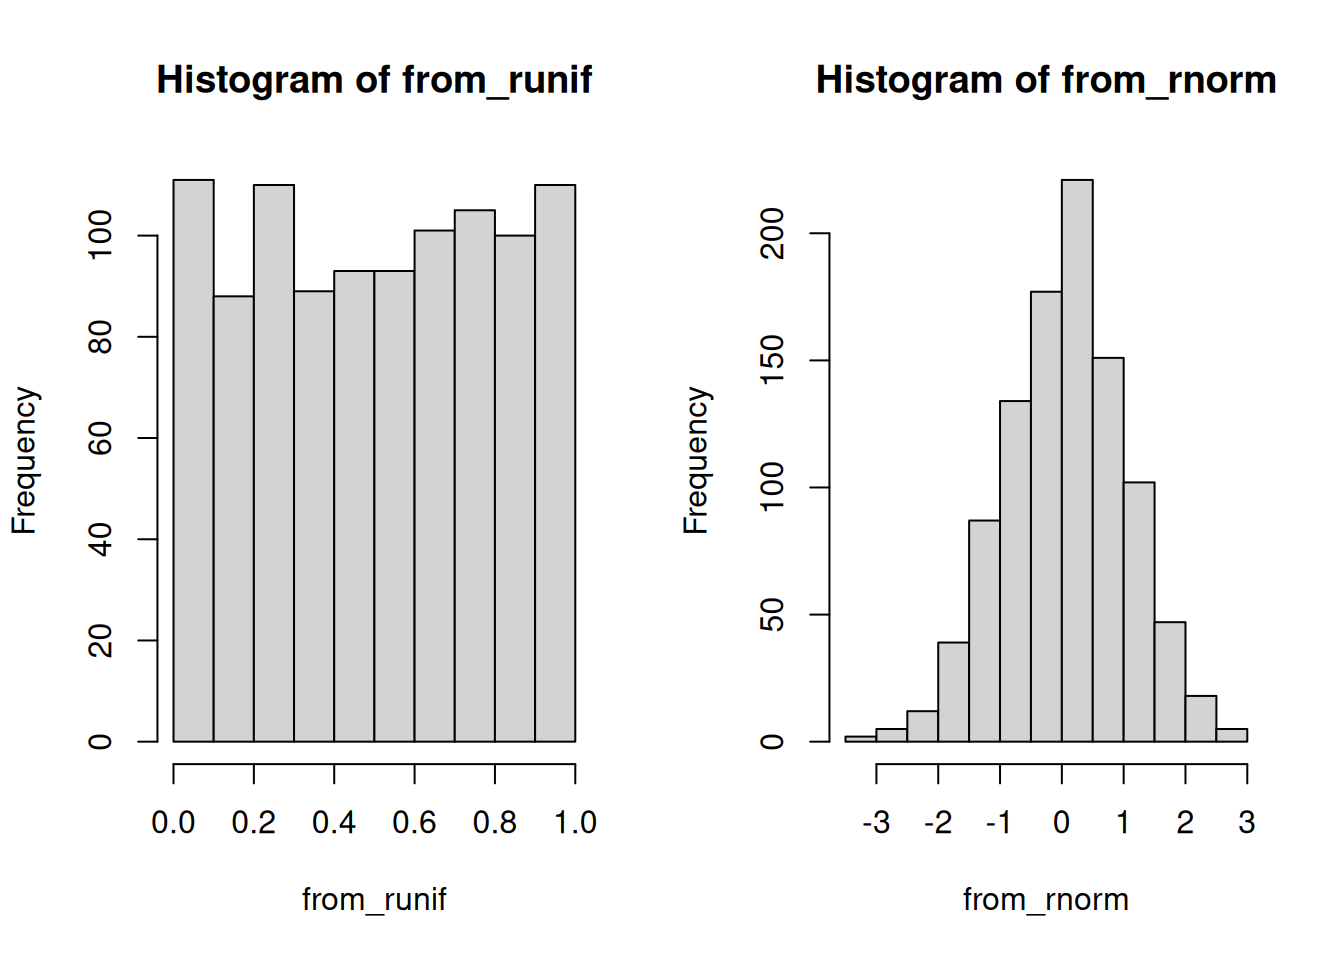 Histogram of from_runif
Frequency
100
80
60
40
20
0
0.0 0.2 0.4 0.6 0.8 1.0
from_runif
Histogram of from_rnorm
Frequency
200
150
100
50
0
-3 -2 -1 0 1 2 3
from_rnorm